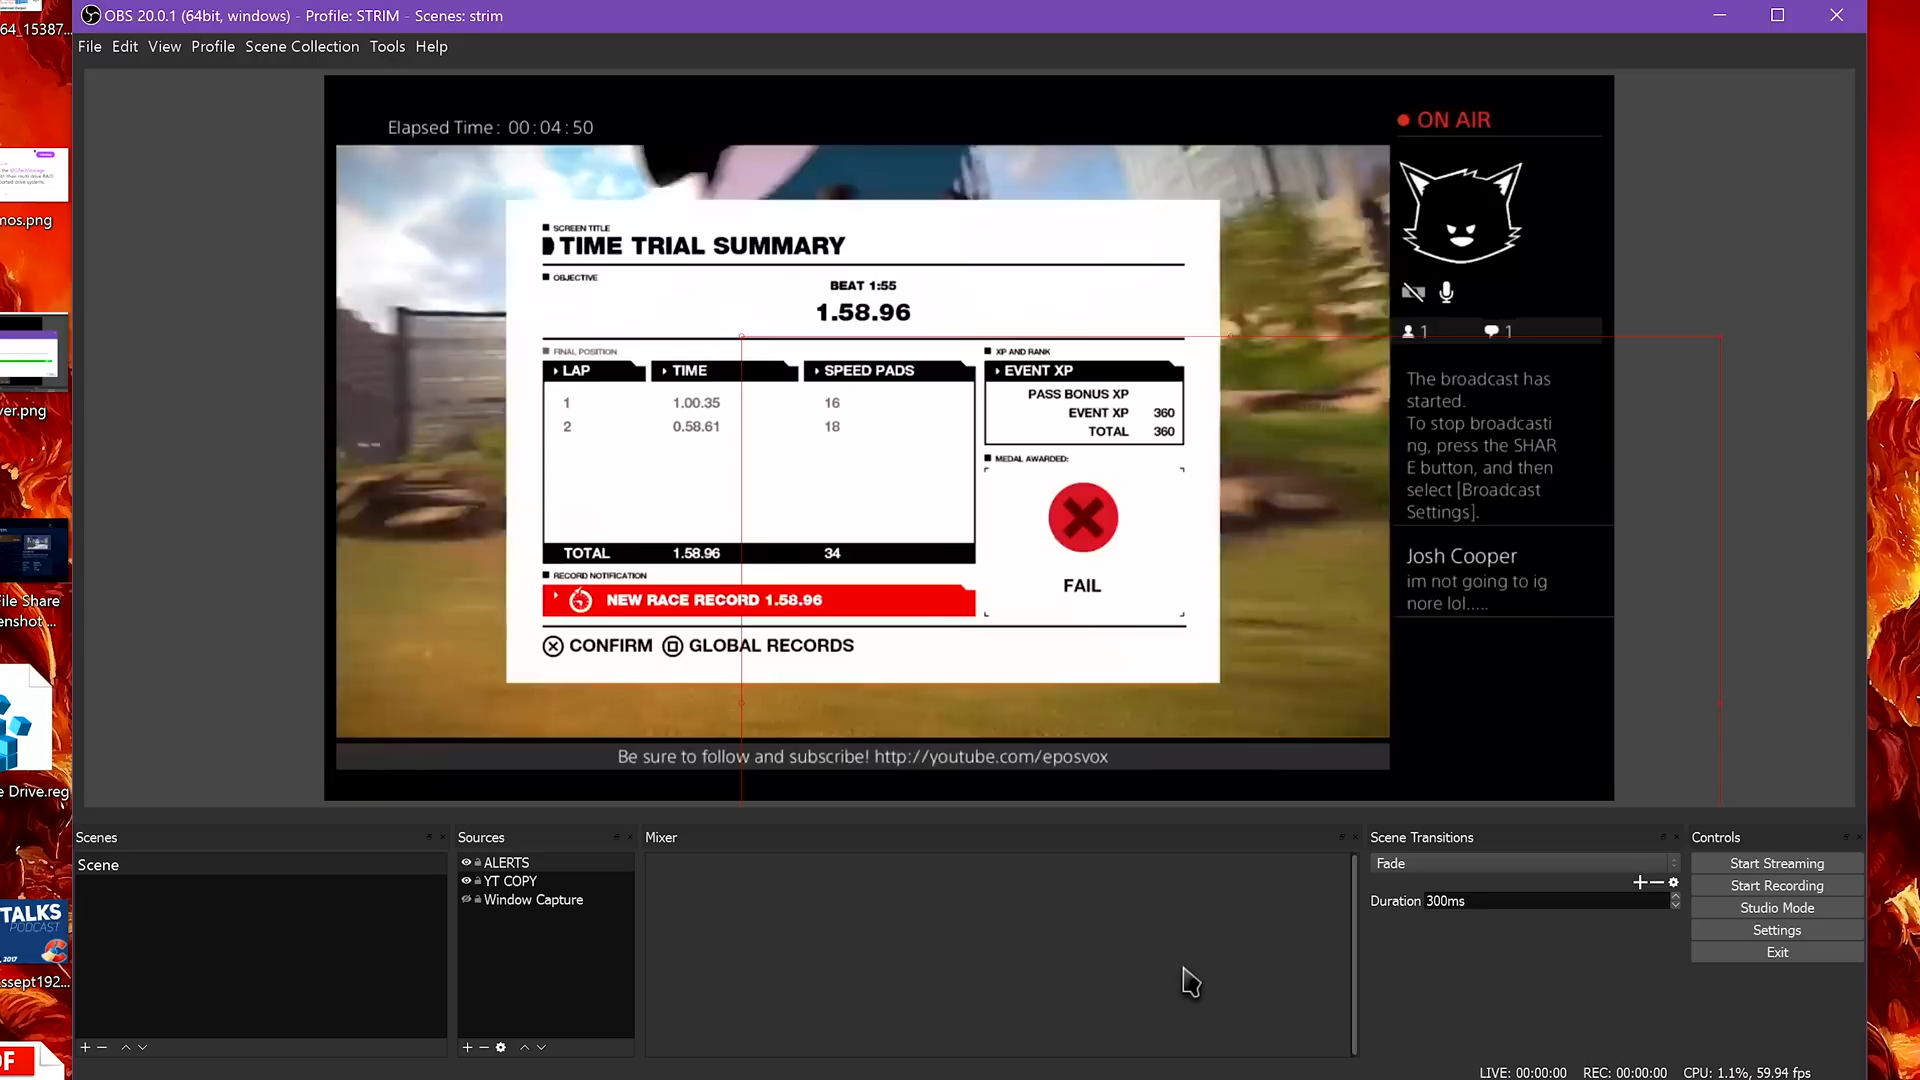 64_15387...
OBS 20.0.1 (64bit, windows) - Profile: STRIM - Scenes: strim
File Edit View Profile Scene Collection Tools Help
Elapsed Time: 00:04:50
ON AIR
SCREEN TITLE
TIME TRIAL SUMMARY
OBJECTIVE
BEAT 1:55
1.58.96
FINAL POSITION
LAP TIME SPEED PADS
1 1.00.35 16
2 0.58.61 18
TOTAL 1.58.96 34
RECORD NOTIFICATION
NEW RACE RECORD 1.58.96
XP AND RANK
EVENT XP
PASS BONUS XP
EVENT XP 360
TOTAL 360
MEDAL AWARDED:
FAIL
CONFIRM GLOBAL RECORDS
1 1
The broadcast has
started.
To stop broadcasti
ng, press the SHAR
E button, and then
select [Broadcast
Settings].
Josh Cooper
im not going to ig
nore lol.....
Be sure to follow and subscribe! http://youtube.com/eposvox
mos.png
ver.png
File Share
enshot ...
e Drive.reg
TALKS
PODCAST
, 2017
ssept192...
DF
Scenes
Scene
Sources
ALERTS
YT COPY
Window Capture
Mixer
Scene Transitions
Fade
Duration 300ms
Controls
Start Streaming
Start Recording
Studio Mode
Settings
Exit
LIVE: 00:00:00 REC: 00:00:00 CPU: 1.1%, 59.94 fps